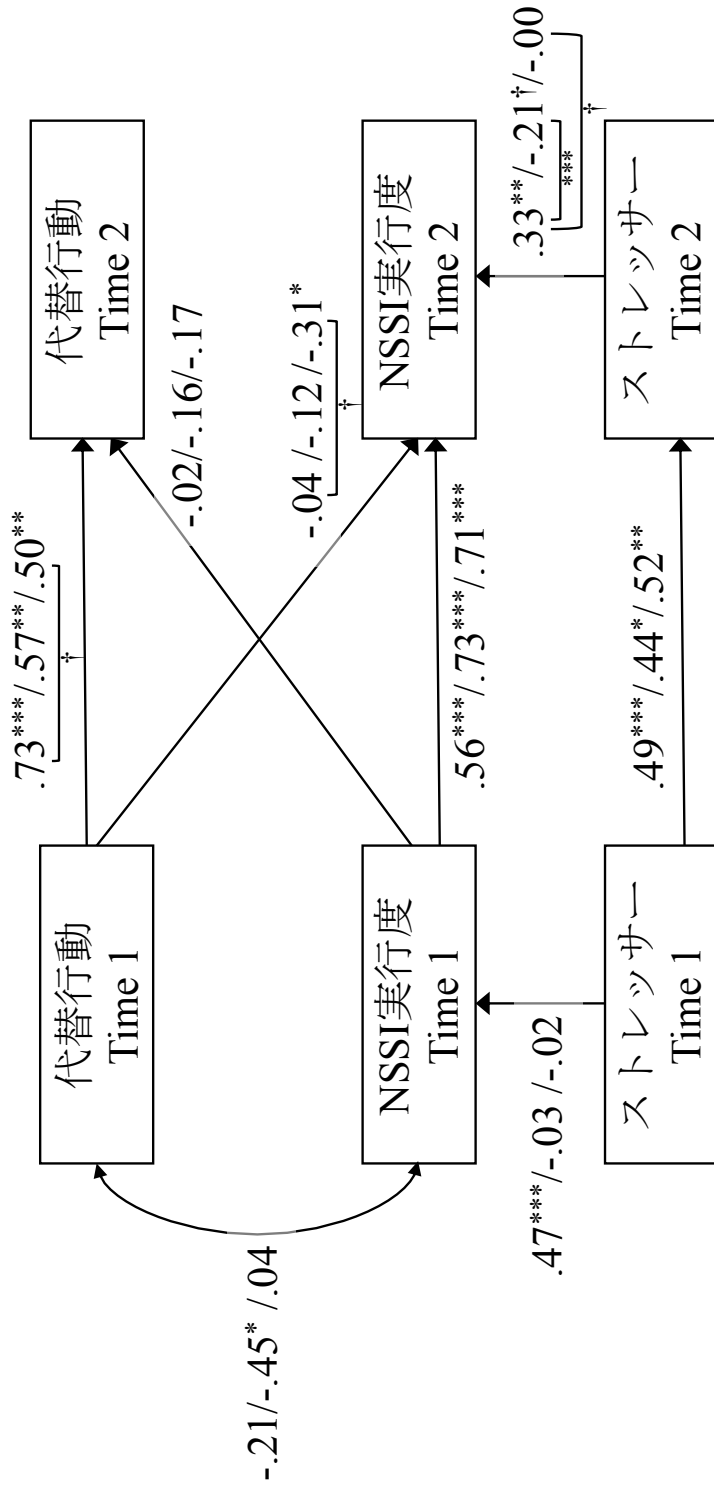 .73***/.57**/.50**
†
代替行動
Time 1
代替行動
Time 2
-.02/-.16/-.17
-.21/-.45* /.04
-.04 /-.12 /-.31*
†
NSSI実行度
Time 1
.56***/.73***/.71***
NSSI実行度
Time 2
.47***/-.03 /-.02
.33**/-.21†/-.00
***
†
ストレッサー
Time 1
.49***/.44*/.52**
ストレッサー
Time 2